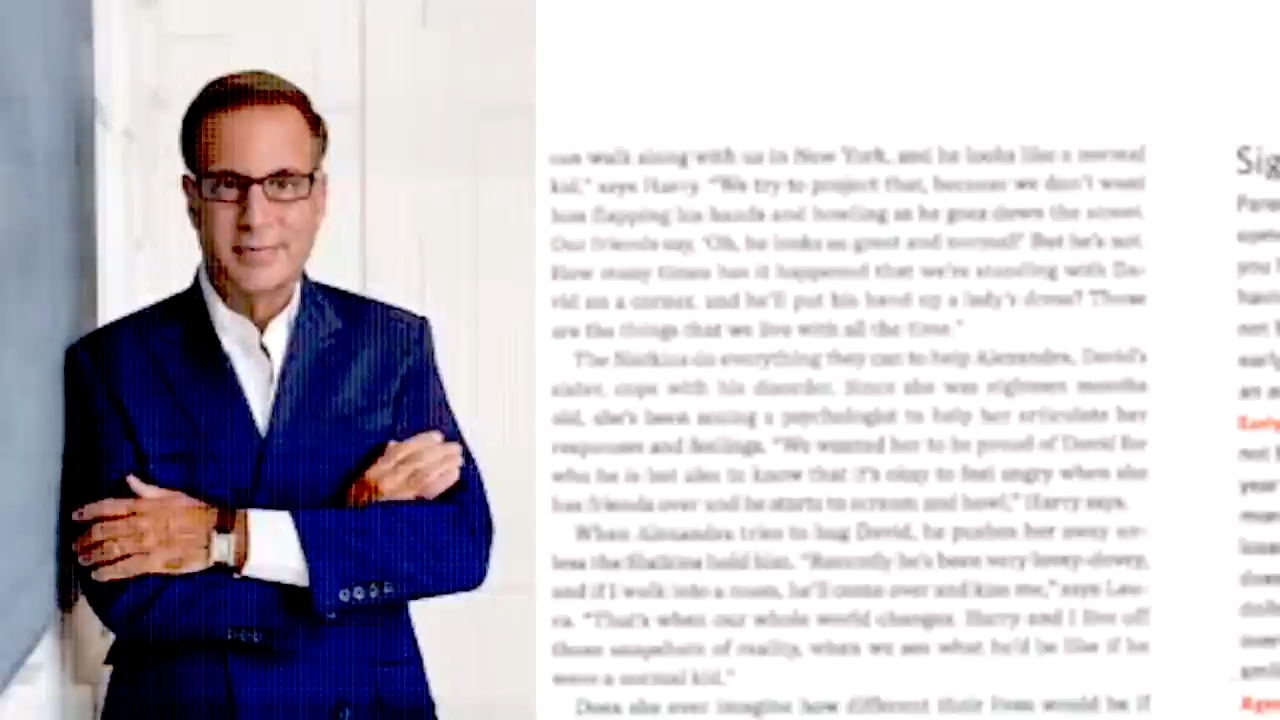 can walk along with us in New York, and he looks like a normal
kid," says Harry. "We try to project that, because we don't want
him flapping his hands and howling as he goes down the street.
Our friends say, 'Oh, he looks so great and normal!' But he's not.
How many times has it happened that we're standing with Da-
vid on a corner, and he'll put his hand up a lady's dress? Those
are the things that we live with all the time."
The Slatkins do everything they can to help Alexandra, David's
sister, cope with his disorder. Since she was eighteen months
old, she's been seeing a psychologist to help her articulate her
responses and feelings. "We wanted her to be proud of David for
who he is but also to know that it's okay to feel angry when she
has friends over and he starts to scream and howl," Harry says.
When Alexandra tries to hug David, he pushes her away un-
less the Slatkins hold him. "Recently he's been very lovey-dovey,
and if I walk into a room, he'll come over and kiss me," says Lau-
ra. "That's when our whole world changes. Harry and I live off
those snapshots of reality, when we see what he'd be like if he
were a normal kid."
Does she ever imagine how different their lives would be if
Sig
you
not
early
an
Early
not
year
over
Ages